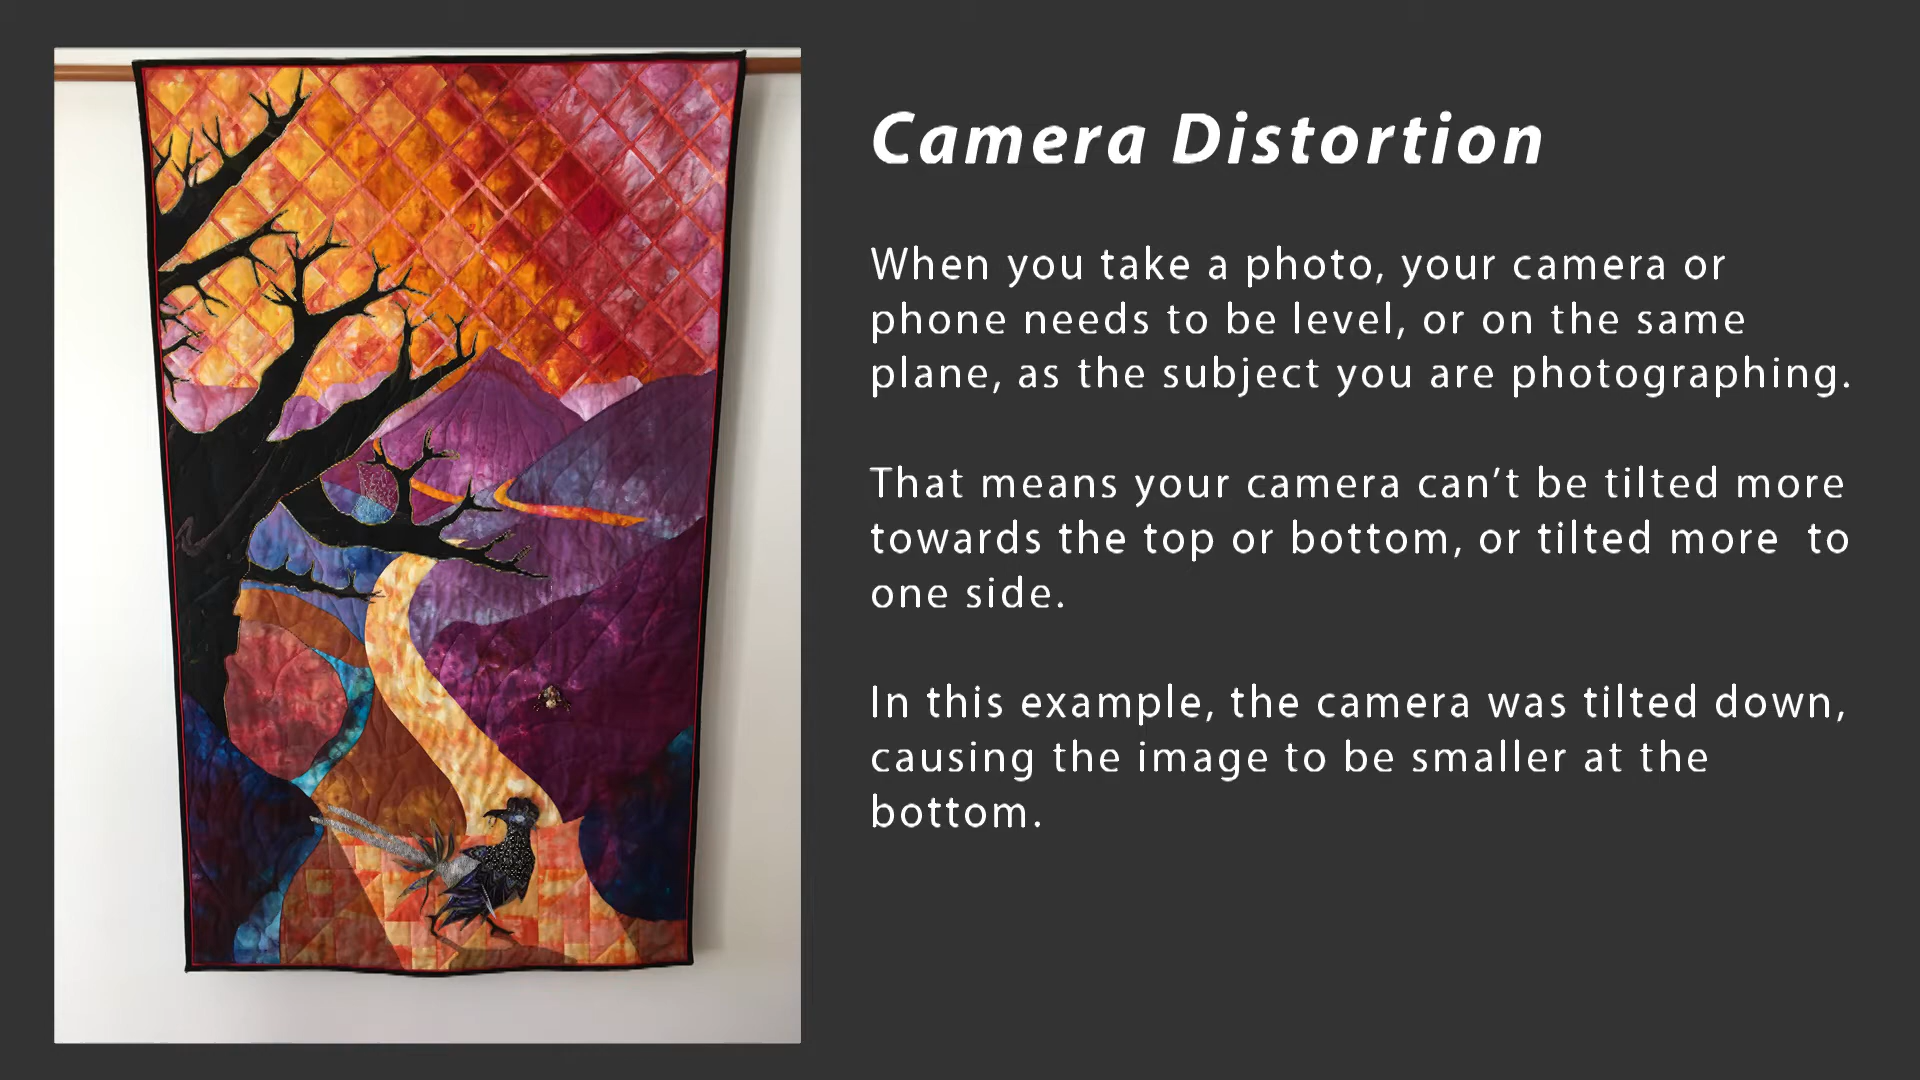 Camera Distortion
When you take a photo, your camera or
phone needs to be level, or on the same
plane, as the subject you are photographing.
That means your camera can’t be tilted more
towards the top or bottom, or tilted more  to
one side.
In this example, the camera was tilted down,
causing the image to be smaller at the
bottom.